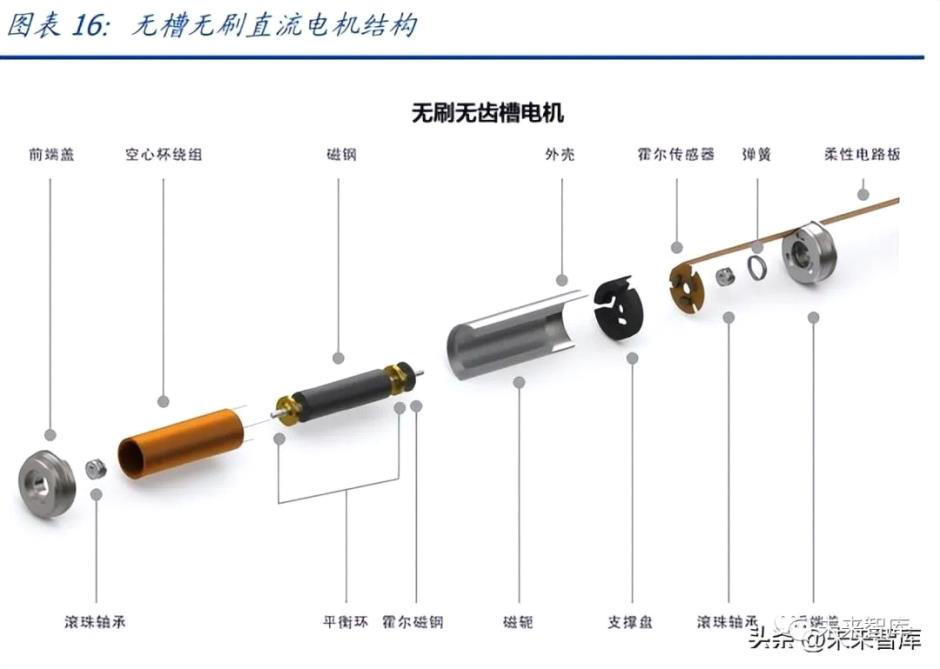 图表 16: 无槽无刷直流电机结构
无刷无齿槽电机
前端盖 空心杯绕组 磁钢 外壳 霍尔传感器 弹簧 柔性电路板
滚珠轴承 平衡环 霍尔磁钢 磁轭 支撑盘 滚珠轴承
头条 @未来智库